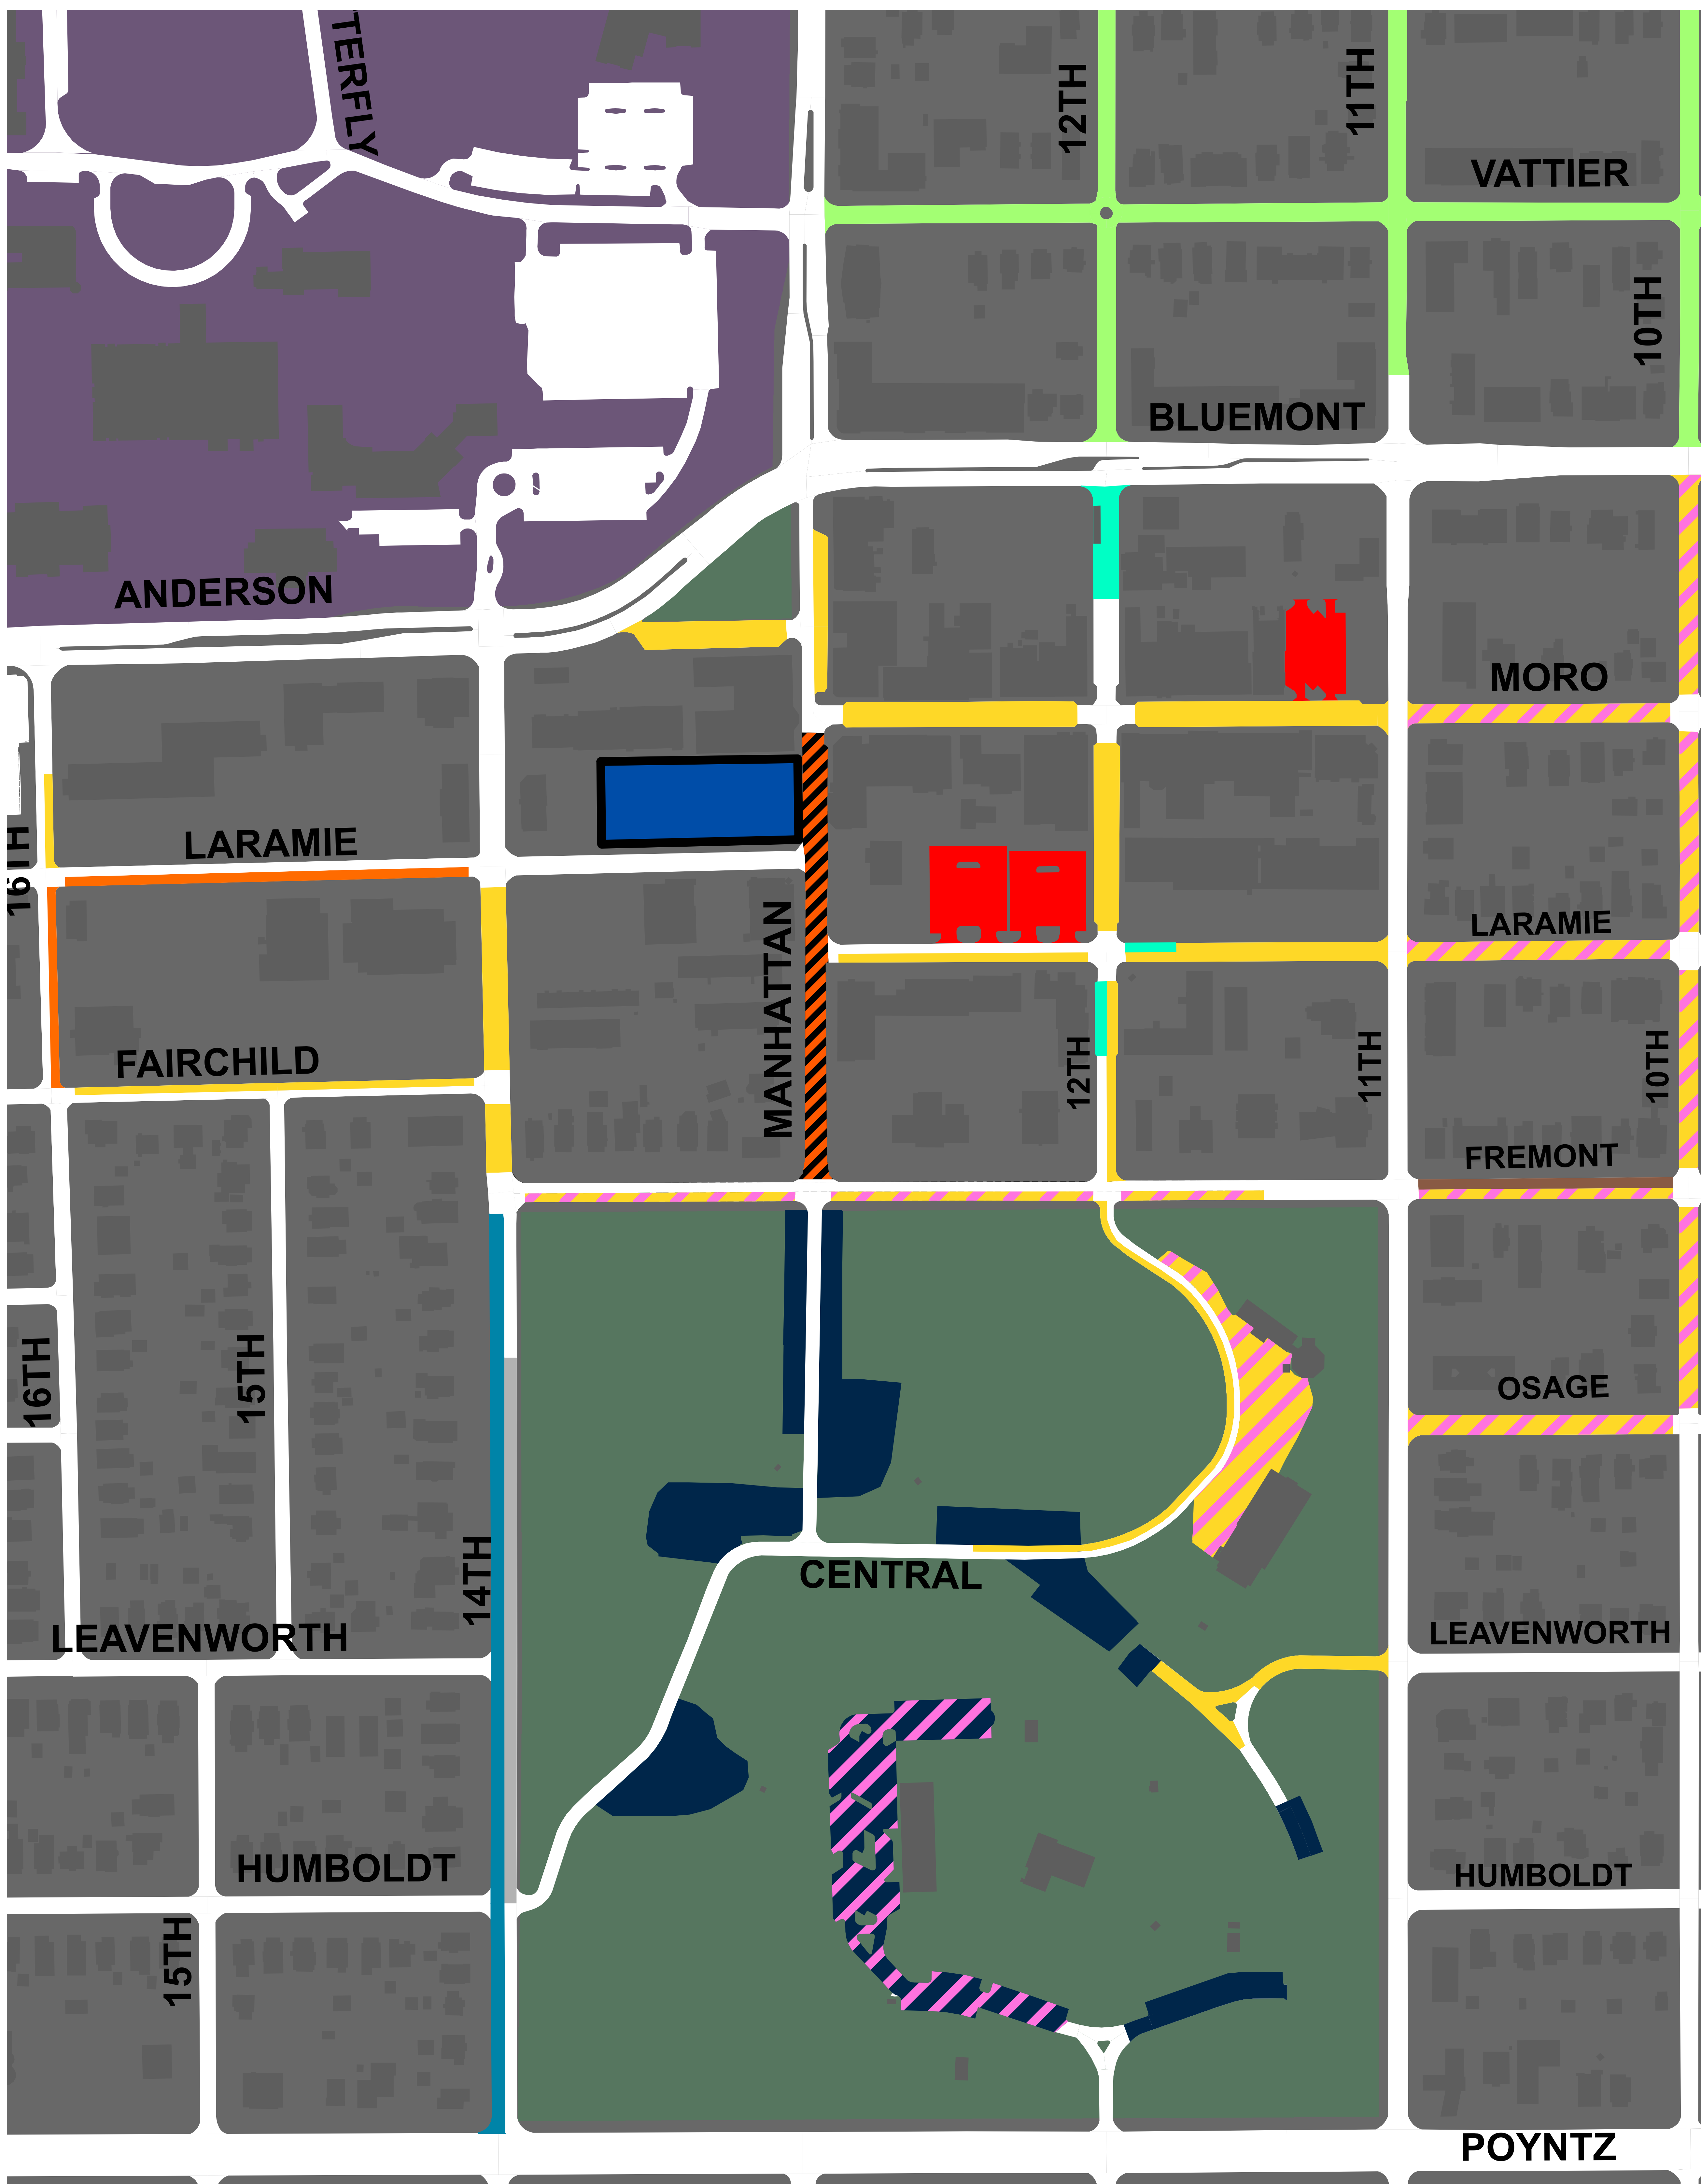 TERFLY
12TH
11TH
VATTIER
10TH
BLUEMONT
ANDERSON
MORO
LARAMIE
16TH
LARAMIE
MANHATTAN
FAIRCHILD
12TH
11TH
10TH
FREMONT
16TH
15TH
OSAGE
14TH
CENTRAL
LEAVENWORTH
LEAVENWORTH
HUMBOLDT
HUMBOLDT
15TH
POYNTZ